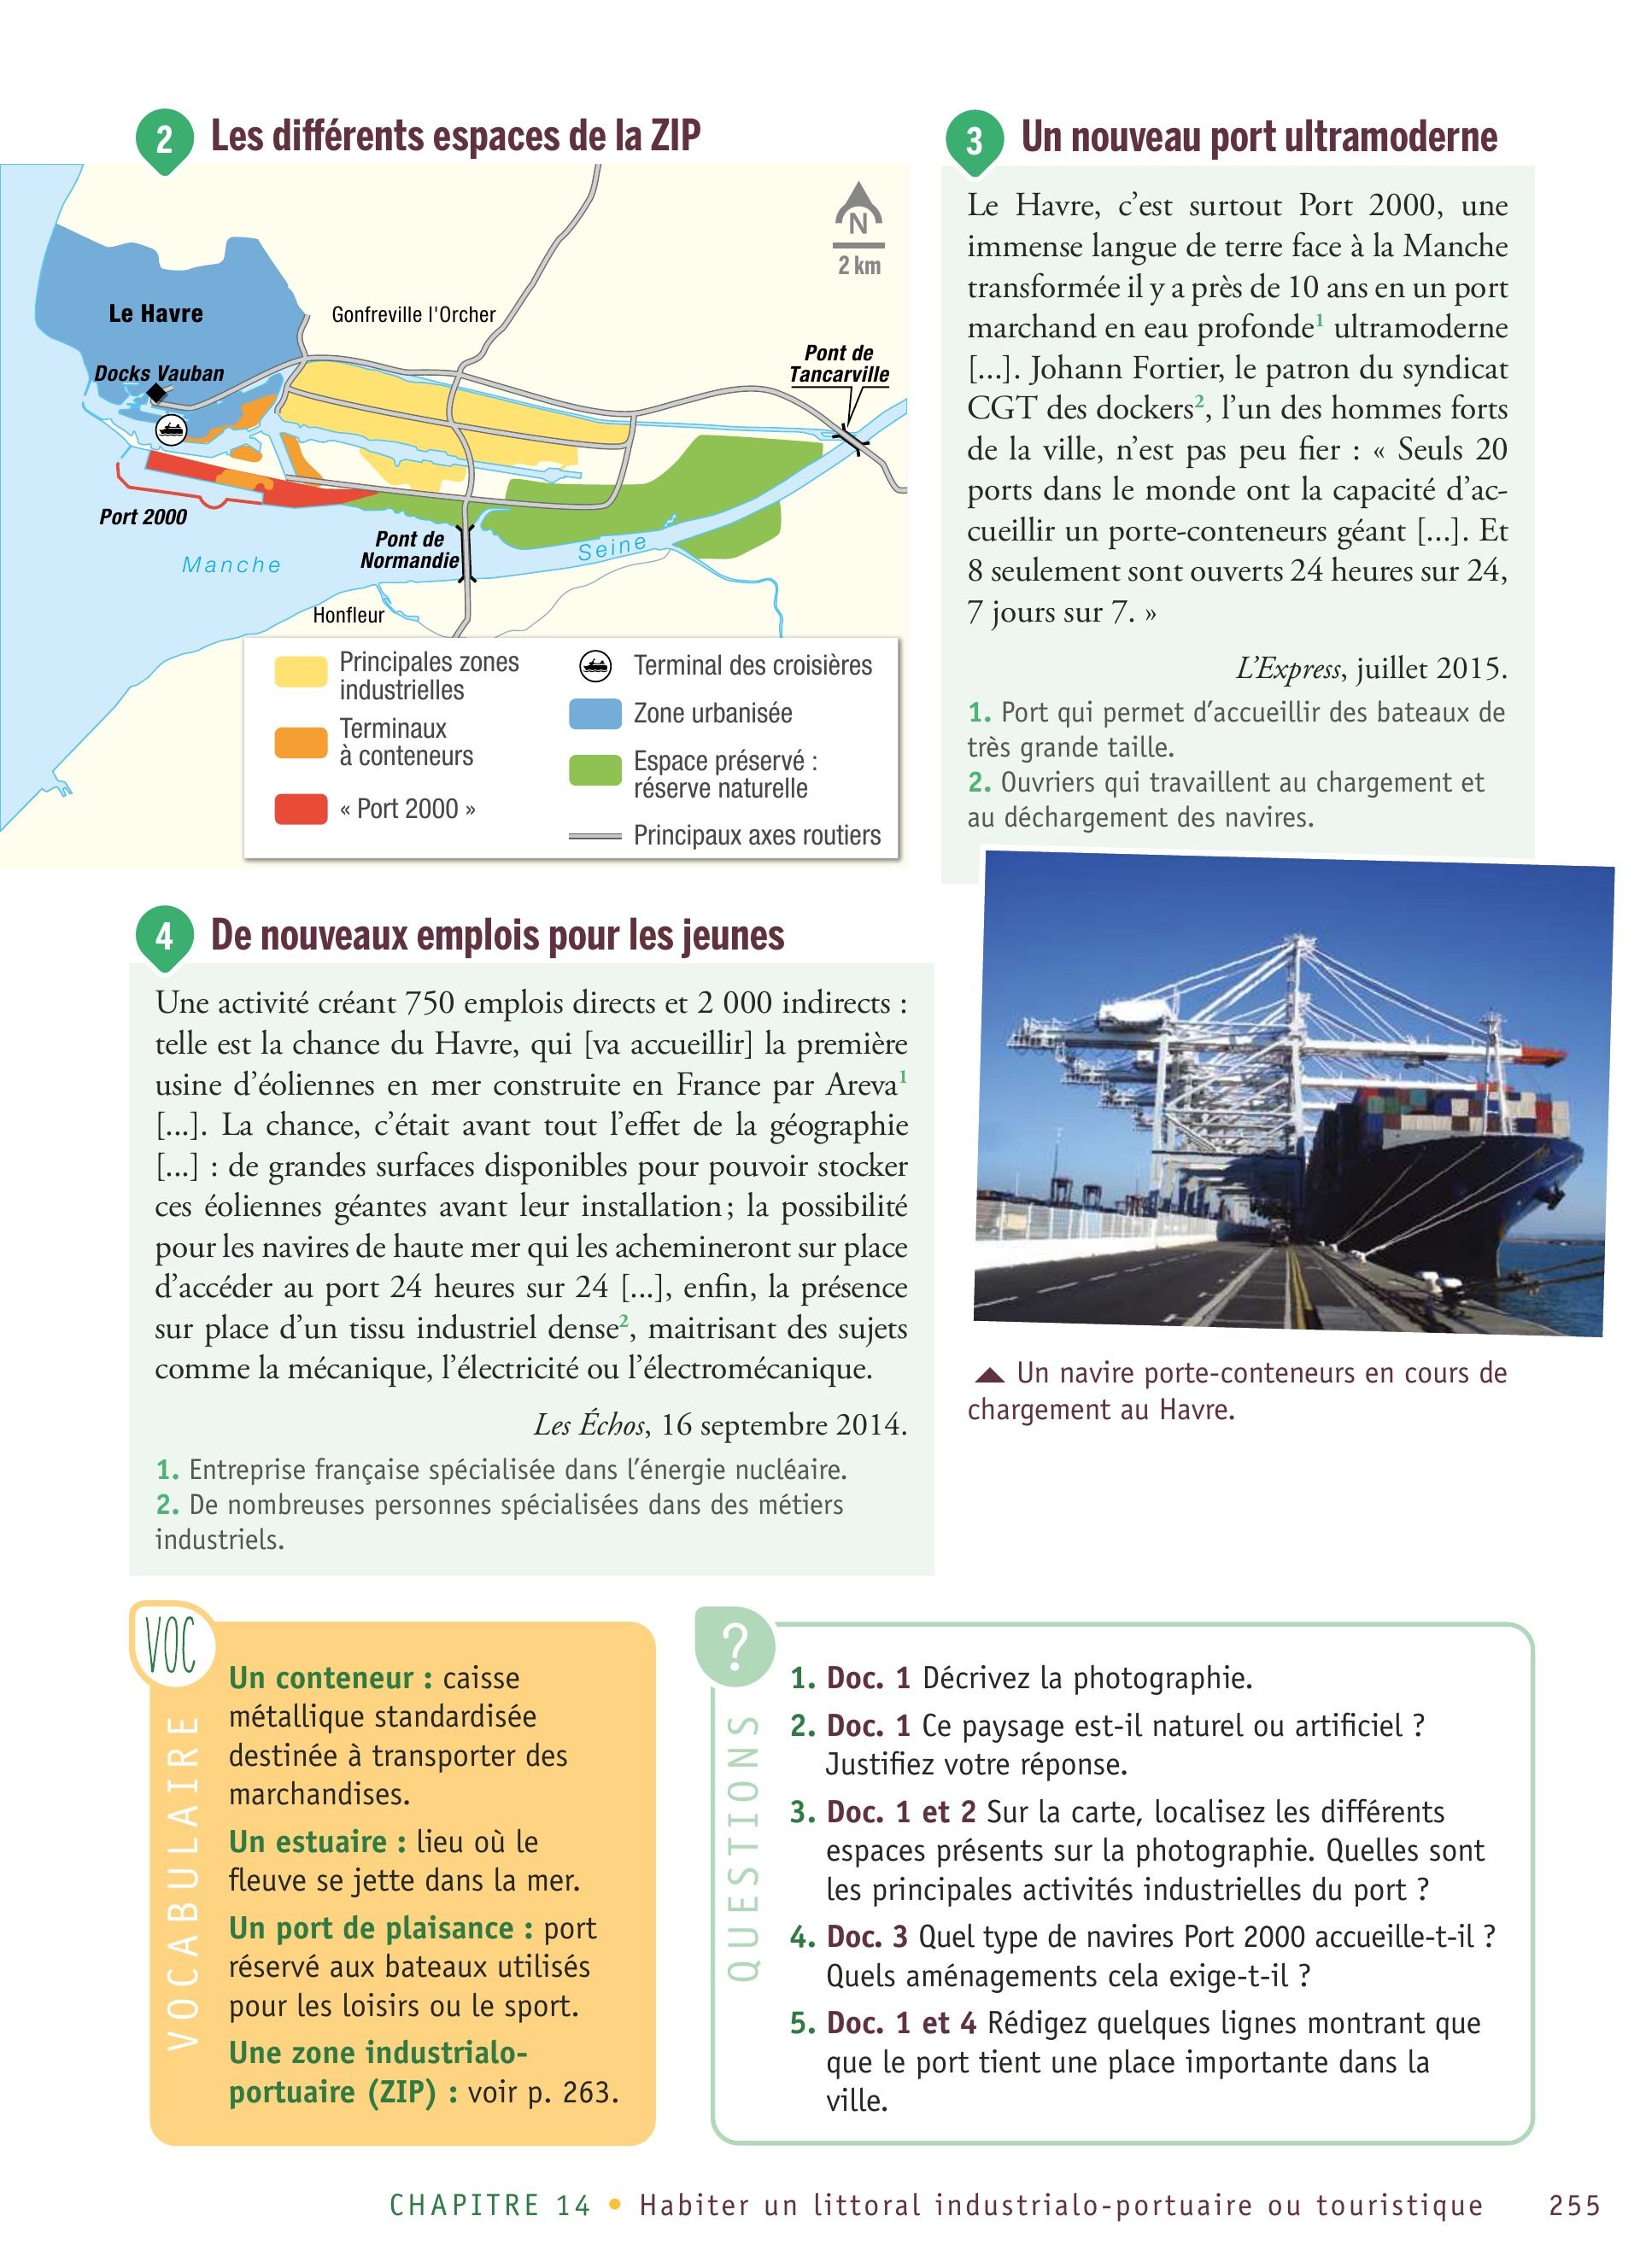 2 Les différents espaces de la ZIP
N
2 km
Le Havre
Gonfreville l'Orcher
Docks Vauban
Pont de
Tancarville
Port 2000
Manche
Pont de
Normandie
Seine
Honfleur
Principales zones
industrielles
Terminaux
à conteneurs
« Port 2000 »
Terminal des croisières
Zone urbanisée
Espace préservé :
réserve naturelle
Principaux axes routiers
3 Un nouveau port ultramoderne
Le Havre, c’est surtout Port 2000, une
immense langue de terre face à la Manche
transformée il y a près de 10 ans en un port
marchand en eau profonde1 ultramoderne
[...]. Johann Fortier, le patron du syndicat
CGT des dockers2, l’un des hommes forts
de la ville, n’est pas peu fier : « Seuls 20
ports dans le monde ont la capacité d’ac-
cueillir un porte-conteneurs géant [...]. Et
8 seulement sont ouverts 24 heures sur 24,
7 jours sur 7. »
L’Express, juillet 2015.
1. Port qui permet d’accueillir des bateaux de
très grande taille.
2. Ouvriers qui travaillent au chargement et
au déchargement des navires.
4 De nouveaux emplois pour les jeunes
Une activité créant 750 emplois directs et 2 000 indirects :
telle est la chance du Havre, qui [va accueillir] la première
usine d’éoliennes en mer construite en France par Areva1
[...]. La chance, c’était avant tout l’effet de la géographie
[...] : de grandes surfaces disponibles pour pouvoir stocker
ces éoliennes géantes avant leur installation ; la possibilité
pour les navires de haute mer qui les achemineront sur place
d’accéder au port 24 heures sur 24 [...], enfin, la présence
sur place d’un tissu industriel dense2, maitrisant des sujets
comme la mécanique, l’électricité ou l’électromécanique.
Les Échos, 16 septembre 2014.
1. Entreprise française spécialisée dans l’énergie nucléaire.
2. De nombreuses personnes spécialisées dans des métiers
industriels.
Un navire porte-conteneurs en cours de
chargement au Havre.
VOC
VOCABULAIRE
Un conteneur : caisse
métallique standardisée
destinée à transporter des
marchandises.
Un estuaire : lieu où le
fleuve se jette dans la mer.
Un port de plaisance : port
réservé aux bateaux utilisés
pour les loisirs ou le sport.
Une zone industrialo-
portuaire (ZIP) : voir p. 263.
?
QUESTIONS
1. Doc. 1 Décrivez la photographie.
2. Doc. 1 Ce paysage est-il naturel ou artificiel ?
Justifiez votre réponse.
3. Doc. 1 et 2 Sur la carte, localisez les différents
espaces présents sur la photographie. Quelles sont
les principales activités industrielles du port ?
4. Doc. 3 Quel type de navires Port 2000 accueille-t-il ?
Quels aménagements cela exige-t-il ?
5. Doc. 1 et 4 Rédigez quelques lignes montrant que
que le port tient une place importante dans la
ville.
CHAPITRE 14 • Habiter un littoral industrialo-portuaire ou touristique 255